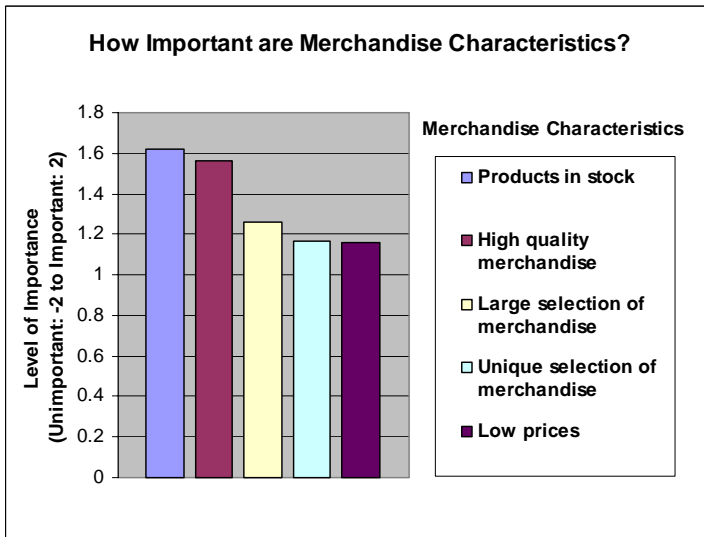 How Important are Merchandise Characteristics?
Level of Importance
(Unimportant: -2 to Important: 2)
1.8
1.6
1.4
1.2
1
0.8
0.6
0.4
0.2
0
Merchandise Characteristics
Products in stock
High quality
merchandise
Large selection of
merchandise
Unique selection of
merchandise
Low prices